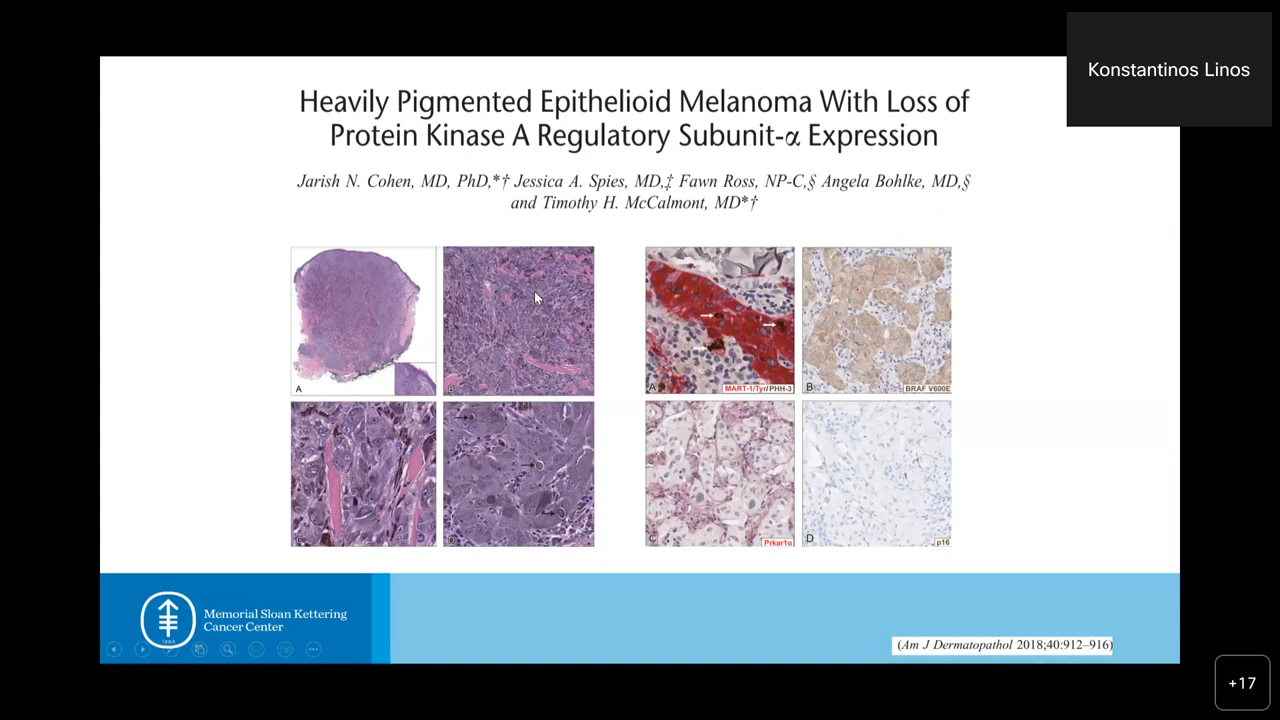 Konstantinos Linos
Heavily Pigmented Epithelioid Melanoma With Loss of
Protein Kinase A Regulatory Subunit-α Expression
Jarish N. Cohen, MD, PhD,*† Jessica A. Spies, MD,‡ Fawn Ross, NP-C,§ Angela Bohlke, MD,§
and Timothy H. McCalmont, MD*†
A
B
C
D
A
MART-1/Tyr/PHH-3
B
BRAF V600E
C
Prkar1α
D
p16
Memorial Sloan Kettering
Cancer Center
1884
(Am J Dermatopathol 2018;40:912–916)
+17